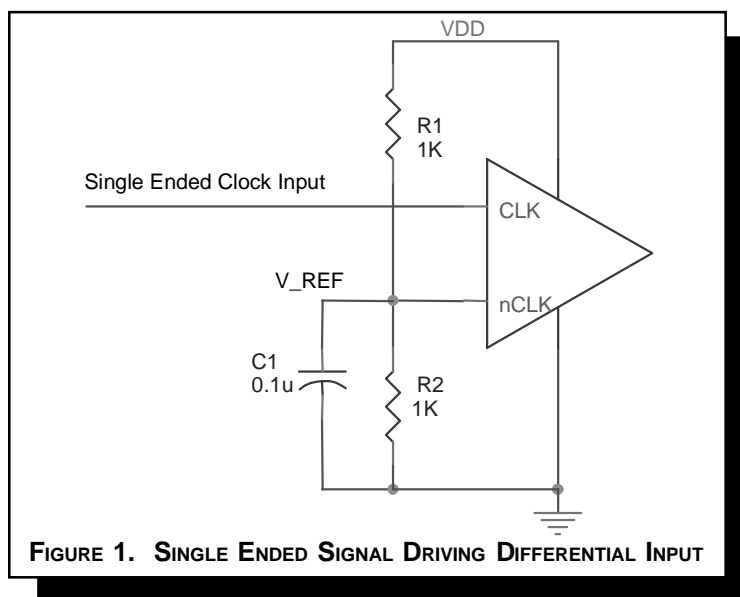 VDD
R1
1K
Single Ended Clock Input
CLK
V_REF
nCLK
C1
0.1u
R2
1K
FIGURE 1. SINGLE ENDED SIGNAL DRIVING DIFFERENTIAL INPUT